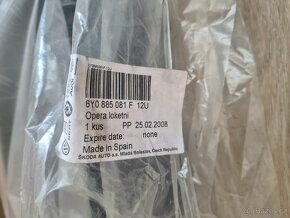 6Y0 885 081 F 12U
Opera loketni
1 kus PP 25.02.2008
Expire date: none
Made in Spain
ŠKODA AUTO a.s. Mladá Boleslav, Czech Republic